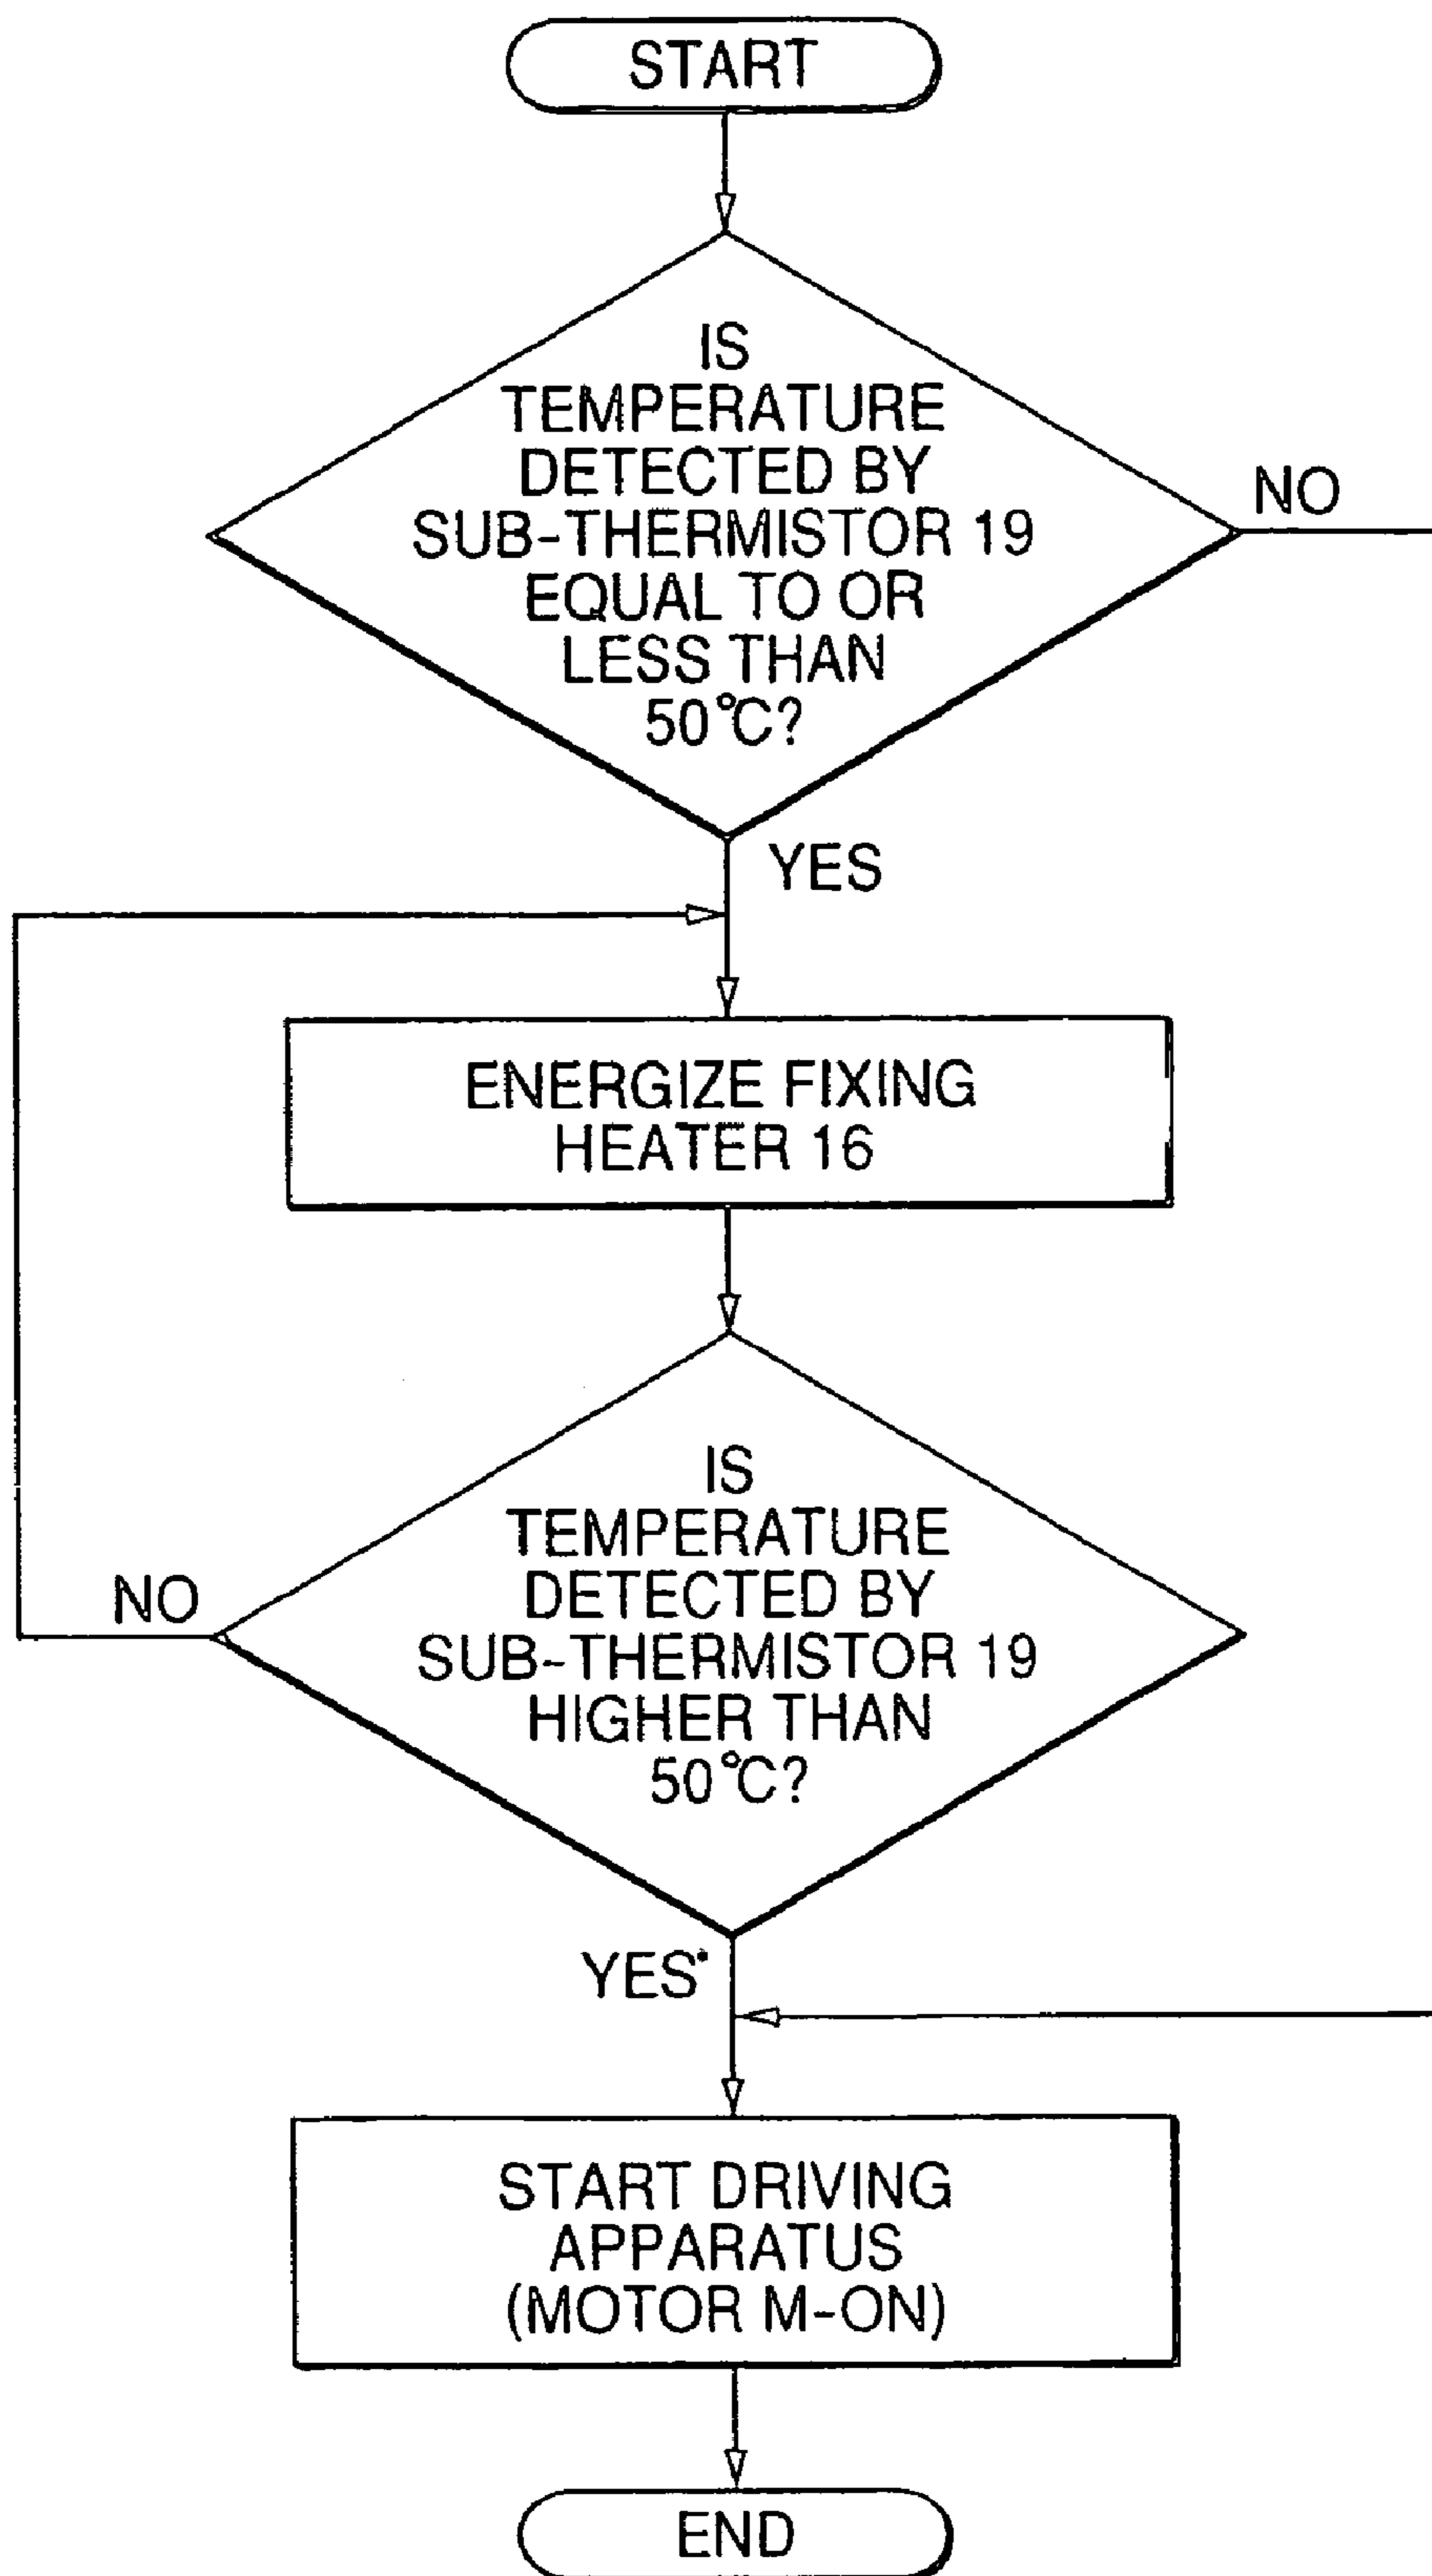 START
IS
TEMPERATURE
DETECTED BY
SUB-THERMISTOR 19
EQUAL TO OR
LESS THAN
50°C?
NO
YES
ENERGIZE FIXING
HEATER 16
IS
TEMPERATURE
DETECTED BY
SUB-THERMISTOR 19
HIGHER THAN
50°C?
NO
YES
START DRIVING
APPARATUS
(MOTOR M-ON)
END